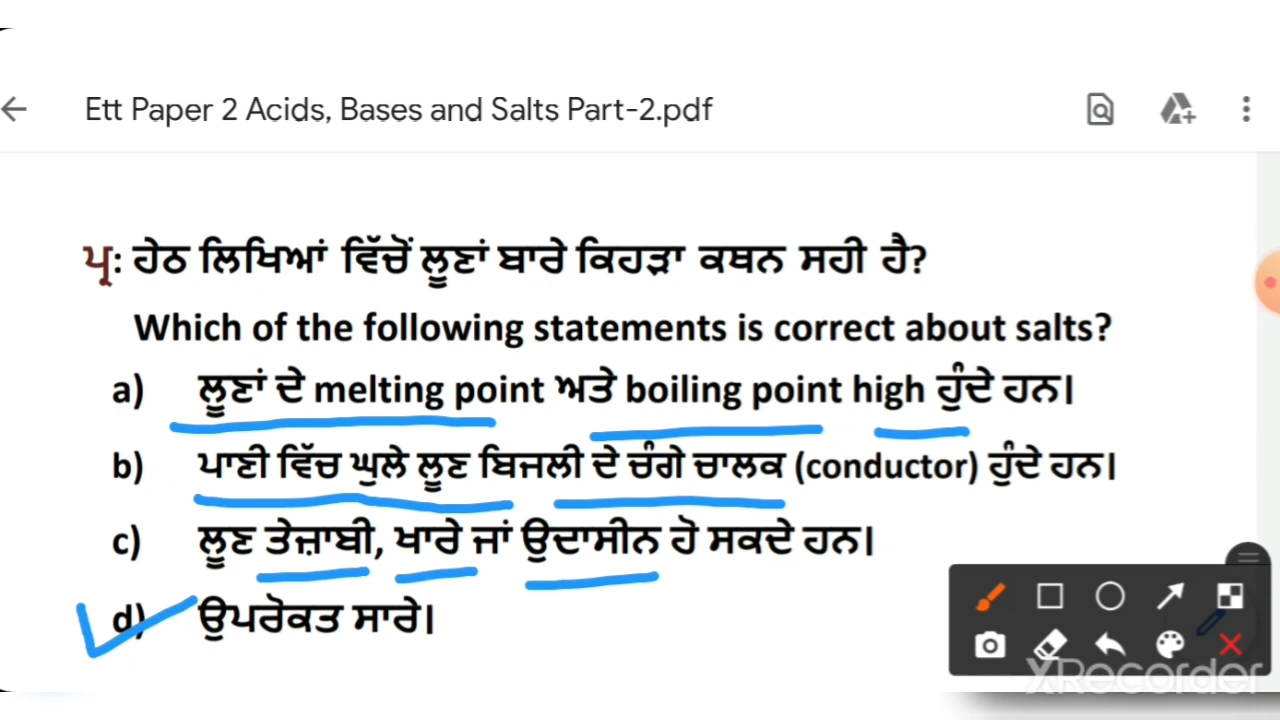 Ett Paper 2 Acids, Bases and Salts Part-2.pdf
ਪ੍ਰ: ਹੇਠ ਲਿਖਿਆਂ ਵਿੱਚੋਂ ਲੂਣਾਂ ਬਾਰੇ ਕਿਹੜਾ ਕਥਨ ਸਹੀ ਹੈ?
Which of the following statements is correct about salts?
a) ਲੂਣਾਂ ਦੇ melting point ਅਤੇ boiling point high ਹੁੰਦੇ ਹਨ।
b) ਪਾਣੀ ਵਿੱਚ ਘੁਲੇ ਲੂਣ ਬਿਜਲੀ ਦੇ ਚੰਗੇ ਚਾਲਕ (conductor) ਹੁੰਦੇ ਹਨ।
c) ਲੂਣ ਤੇਜ਼ਾਬੀ, ਖਾਰੇ ਜਾਂ ਉਦਾਸੀਨ ਹੋ ਸਕਦੇ ਹਨ।
d) ਉਪਰੋਕਤ ਸਾਰੇ।
XRecorder